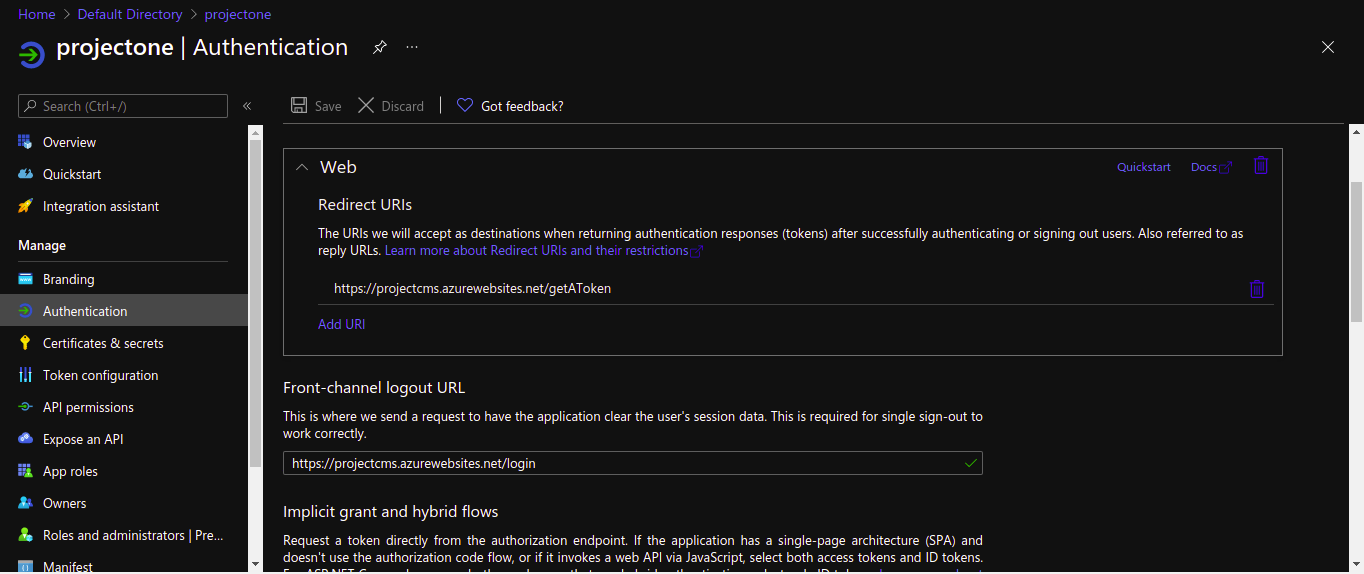 Home > Default Directory > projectone
projectone | Authentication
Search (Ctrl+/)
Overview
Quickstart
Integration assistant
Manage
Branding
Authentication
Certificates & secrets
Token configuration
API permissions
Expose an API
App roles
Owners
Roles and administrators | Pre...
Manifest
Save Discard | Got feedback?
Web Quickstart Docs
Redirect URIs
The URIs we will accept as destinations when returning authentication responses (tokens) after successfully authenticating or signing out users. Also referred to as
reply URLs. Learn more about Redirect URIs and their restrictions
https://projectcms.azurewebsites.net/getAToken
Add URI
Front-channel logout URL
This is where we send a request to have the application clear the user's session data. This is required for single sign-out to
work correctly.
https://projectcms.azurewebsites.net/login
Implicit grant and hybrid flows
Request a token directly from the authorization endpoint. If the application has a single-page architecture (SPA) and
doesn't use the authorization code flow, or if it invokes a web API via JavaScript, select both access tokens and ID tokens.